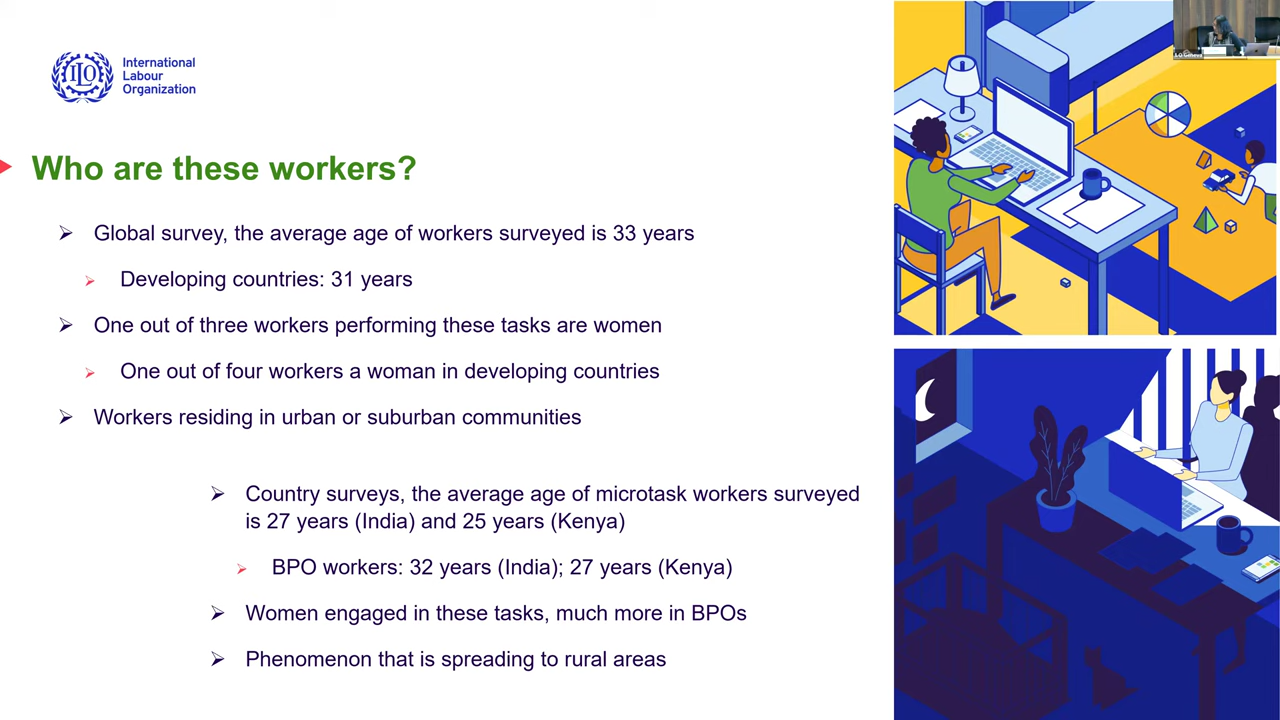 International
Labour
Organization
Who are these workers?
Global survey, the average age of workers surveyed is 33 years
Developing countries: 31 years
One out of three workers performing these tasks are women
One out of four workers a woman in developing countries
Workers residing in urban or suburban communities
Country surveys, the average age of microtask workers surveyed
is 27 years (India) and 25 years (Kenya)
BPO workers: 32 years (India); 27 years (Kenya)
Women engaged in these tasks, much more in BPOs
Phenomenon that is spreading to rural areas
ILO
ILO Geneva